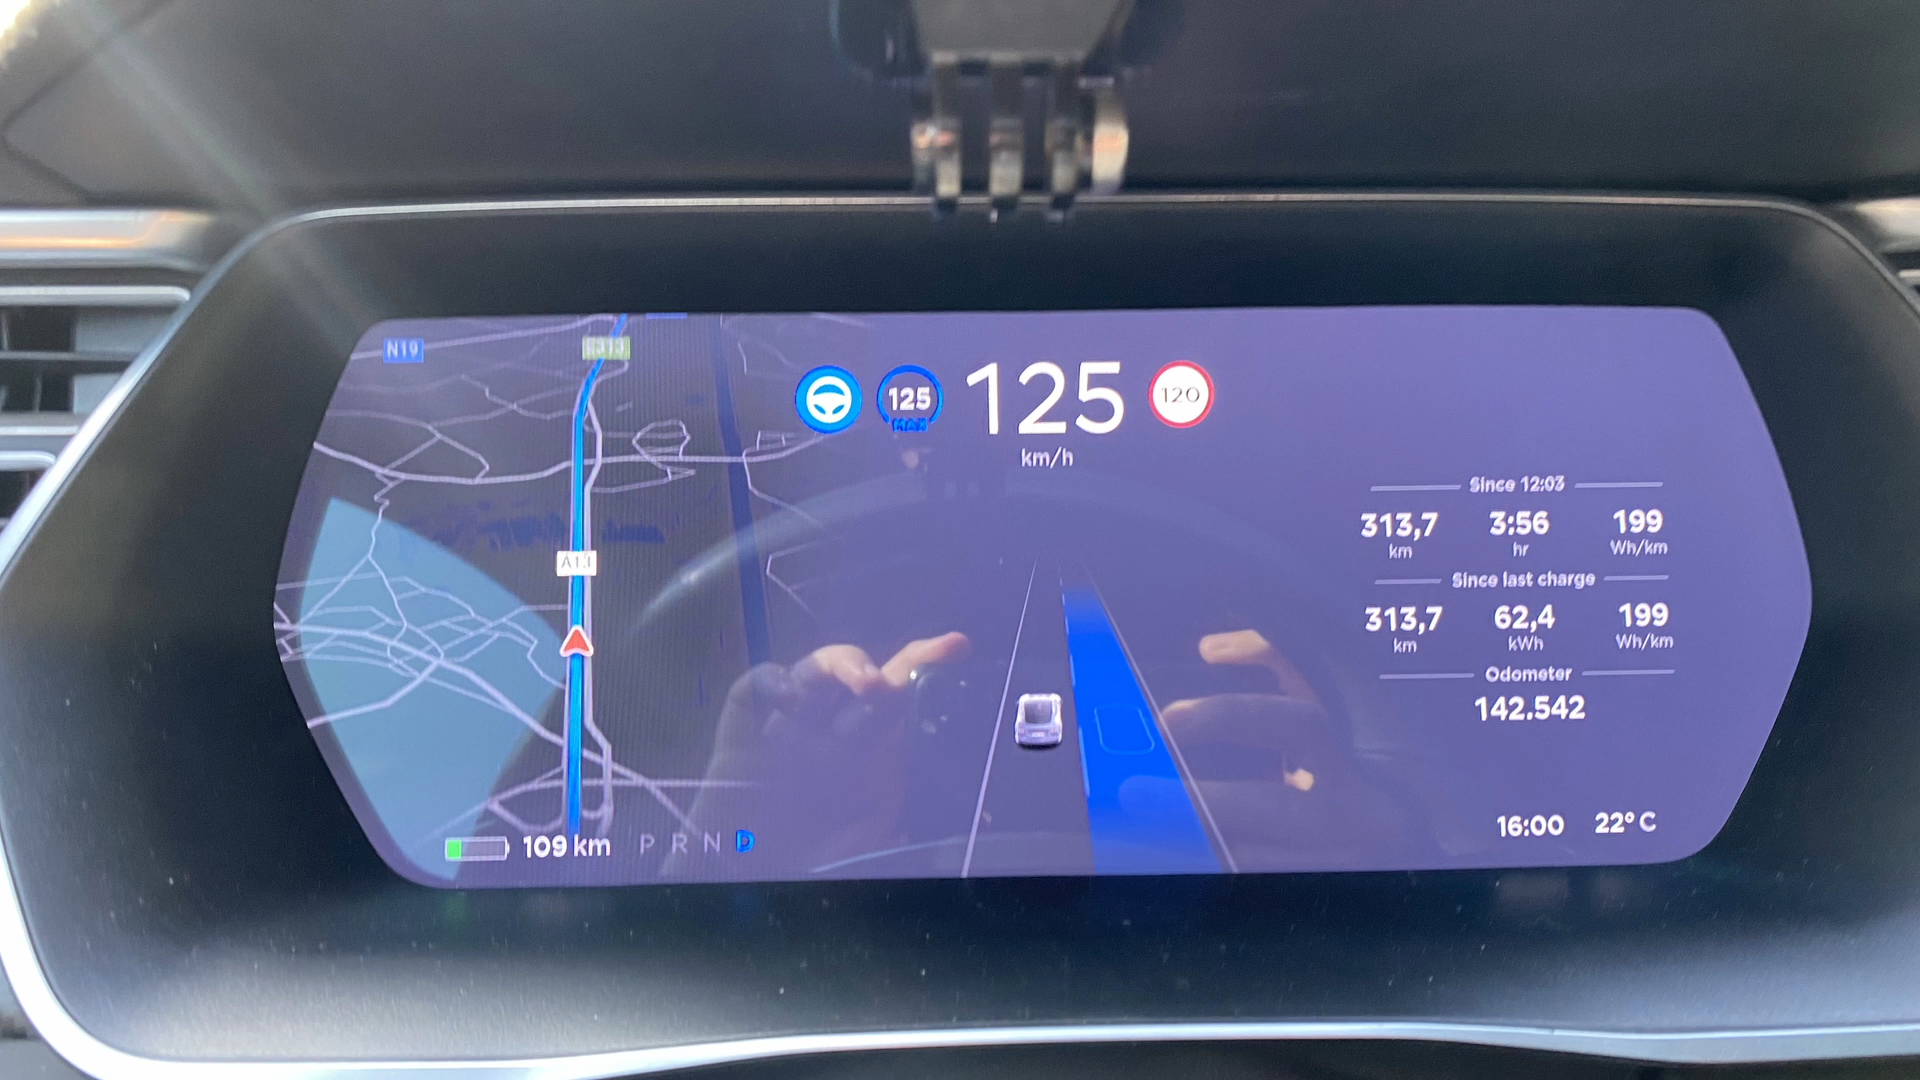 N19
E313
125
MAX
125
km/h
120
A13
Since 12:03
313,7 3:56 199
km hr Wh/km
Since last charge
313,7 62,4 199
km kWh Wh/km
Odometer
142.542
109 km P R N D
16:00 22° C